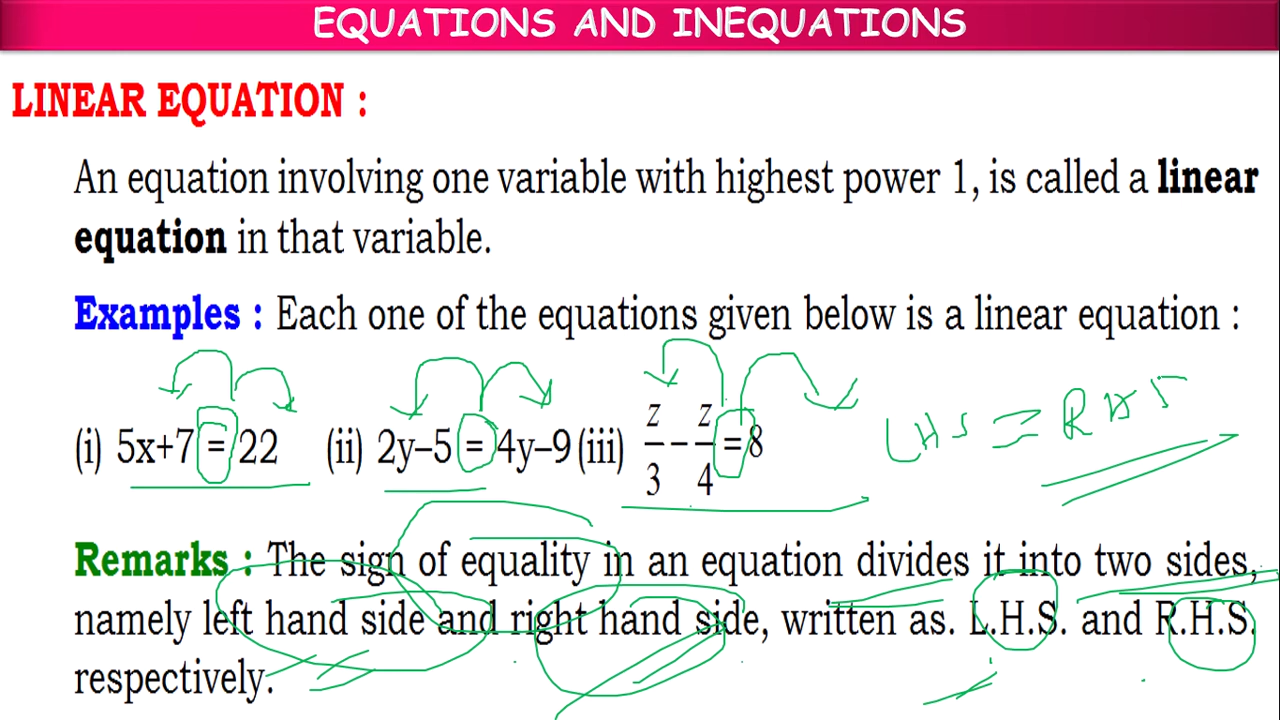 EQUATIONS AND INEQUATIONS
LINEAR EQUATION :
An equation involving one variable with highest power 1, is called a linear
equation in that variable.
Examples : Each one of the equations given below is a linear equation :
(i) 5x+7 = 22 (ii) 2y–5 = 4y–9 (iii) z/3 – z/4 = 8 LHS = RHS
Remarks : The sign of equality in an equation divides it into two sides,
namely left hand side and right hand side, written as. L.H.S. and R.H.S.
respectively.